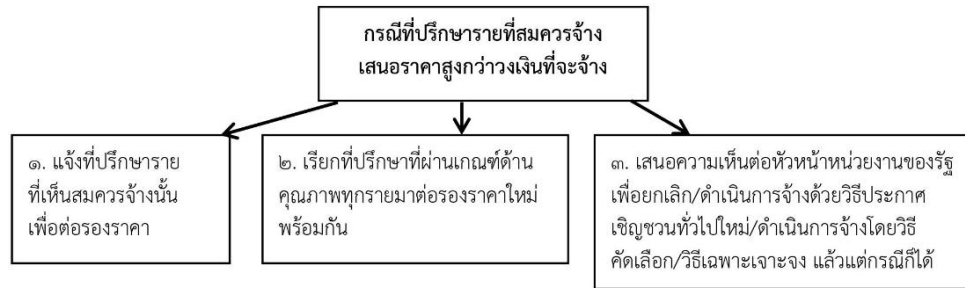 กรณีที่ปรึกษารายที่สมควรจ้าง
เสนอราคาสูงกว่าวงเงินที่จะจ้าง
๑. แจ้งที่ปรึกษาราย
ที่เห็นสมควรจ้างนั้น
เพื่อต่อรองราคา
๒. เรียกที่ปรึกษาที่ผ่านเกณฑ์ด้าน
คุณภาพทุกรายมาต่อรองราคาใหม่
พร้อมกัน
๓. เสนอความเห็นต่อหัวหน้าหน่วยงานของรัฐ
เพื่อยกเลิก/ดำเนินการจ้างด้วยวิธีประกาศ
เชิญชวนทั่วไปใหม่/ดำเนินการจ้างโดยวิธี
คัดเลือก/วิธีเฉพาะเจาะจง แล้วแต่กรณีก็ได้